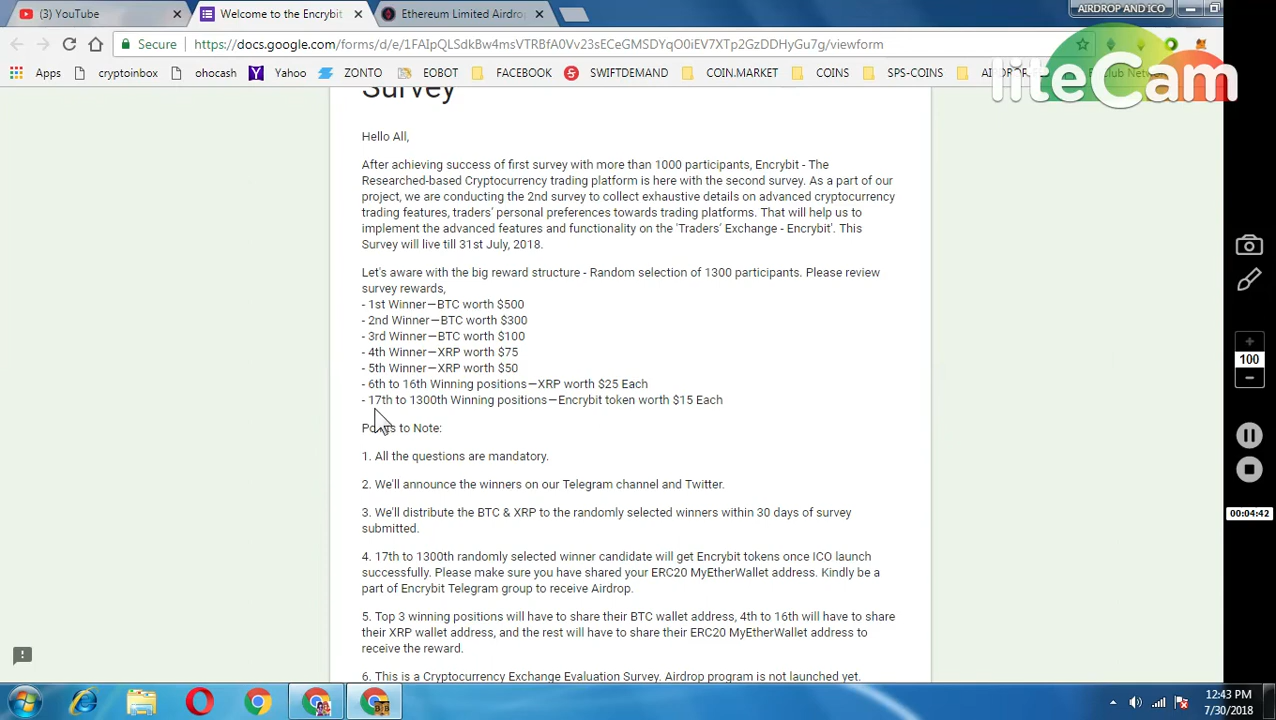 (3) YouTube
Welcome to the Encrybit
Ethereum Limited Airdrop
AIRDROP AND ICO
Secure
https://docs.google.com/forms/d/e/1FAIpQLSdkBw4msVTRBfA0Vv23sECeGMSDYqO0iEV7XTp2GzDDHyGu7g/viewform
Apps
cryptoinbox
ohocash
Yahoo
ZONTO
EOBOT
FACEBOOK
SWIFTDEMAND
COIN.MARKET
COINS
SPS-COINS
liteCam
Survey
Hello All,
After achieving success of first survey with more than 1000 participants, Encrybit - The
Researched-based Cryptocurrency trading platform is here with the second survey. As a part of our
project, we are conducting the 2nd survey to collect exhaustive details on advanced cryptocurrency
trading features, traders’ personal preferences towards trading platforms. That will help us to
implement the advanced features and functionality on the 'Traders’ Exchange - Encrybit'. This
Survey will live till 31st July, 2018.
Let's aware with the big reward structure - Random selection of 1300 participants. Please review
survey rewards,
- 1st Winner—BTC worth $500
- 2nd Winner—BTC worth $300
- 3rd Winner—BTC worth $100
- 4th Winner—XRP worth $75
- 5th Winner—XRP worth $50
- 6th to 16th Winning positions—XRP worth $25 Each
- 17th to 1300th Winning positions—Encrybit token worth $15 Each
to Note:
1. All the questions are mandatory.
2. We'll announce the winners on our Telegram channel and Twitter.
3. We'll distribute the BTC & XRP to the randomly selected winners within 30 days of survey
submitted.
4. 17th to 1300th randomly selected winner candidate will get Encrybit tokens once ICO launch
successfully. Please make sure you have shared your ERC20 MyEtherWallet address. Kindly be a
part of Encrybit Telegram group to receive Airdrop.
5. Top 3 winning positions will have to share their BTC wallet address, 4th to 16th will have to share
their XRP wallet address, and the rest will have to share their ERC20 MyEtherWallet address to
receive the reward.
6. This is a Cryptocurrency Exchange Evaluation Survey. Airdrop program is not launched yet.
100
00:04:42
12:43 PM
7/30/2018